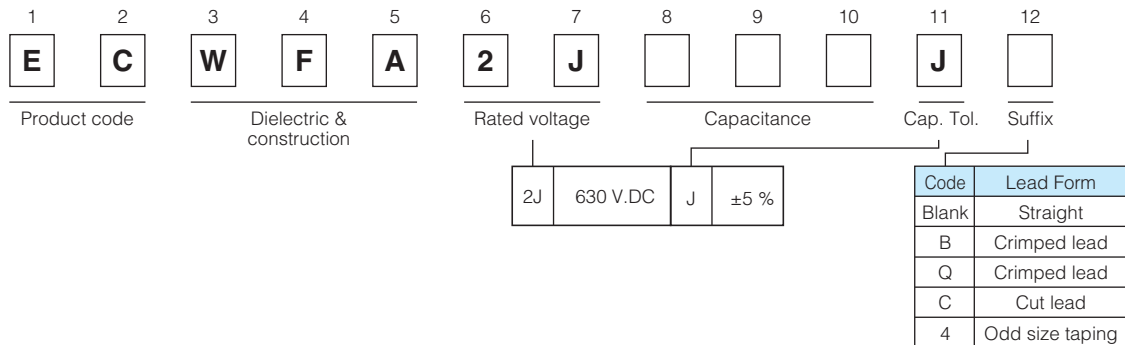 1 2 3 4 5 6 7 8 9 10 11 12
E C W F A 2 J J
Product code Dielectric & construction Rated voltage Capacitance Cap. Tol. Suffix
2J 630 V.DC J ±5 %
Code Lead Form
Blank Straight
B Crimped lead
Q Crimped lead
C Cut lead
4 Odd size taping